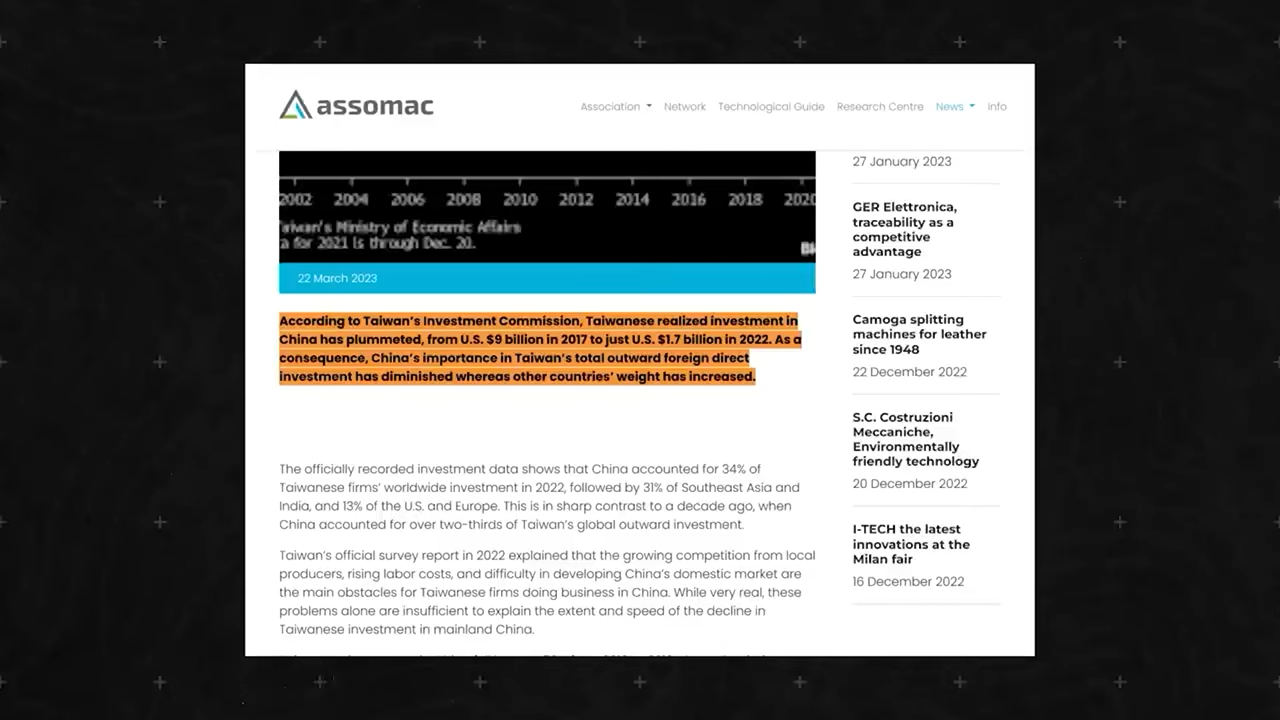 assomac
Association
Network
Technological Guide
Research Centre
News
Info
2002 2004 2006 2008 2010 2012 2014 2016 2018 2020
Ministry of Economic Affairs
a for 2021 is through Dec. 20.
22 March 2023
According to Taiwan's Investment Commission, Taiwanese realized investment in
China has plummeted, from U.S. $9 billion in 2017 to just U.S. $1.7 billion in 2022. As a
consequence, China's importance in Taiwan's total outward foreign direct
investment has diminished whereas other countries' weight has increased.
The officially recorded investment data shows that China accounted for 34% of
Taiwanese firms' worldwide investment in 2022, followed by 31% of Southeast Asia and
India, and 13% of the U.S. and Europe. This is in sharp contrast to a decade ago, when
China accounted for over two-thirds of Taiwan's global outward investment.
Taiwan's official survey report in 2022 explained that the growing competition from local
producers, rising labor costs, and difficulty in developing China's domestic market are
the main obstacles for Taiwanese firms doing business in China. While very real, these
problems alone are insufficient to explain the extent and speed of the decline in
Taiwanese investment in mainland China.
27 January 2023
GER Elettronica,
traceability as a
competitive
advantage
27 January 2023
Camoga splitting
machines for leather
since 1948
22 December 2022
S.C. Costruzioni
Meccaniche,
Environmentally
friendly technology
20 December 2022
I-TECH the latest
innovations at the
Milan fair
16 December 2022